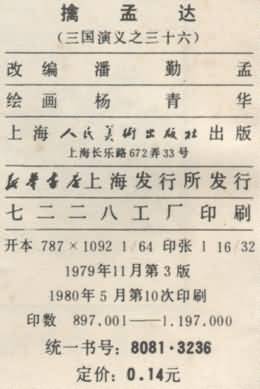 擒孟达
(三国演义之三十六)
改编 潘勤孟
绘画 杨青华
上海人民美術出版社出版
上海长乐路672弄33号
新华书店上海发行所发行
七二二八工厂印刷
开本 787×1092 1/64 印张 1 16/32
1979年11月第3版
1980年5月第10次印刷
印数 897.001—1.197.000
统一书号: 8081·3236
定价: 0.14元